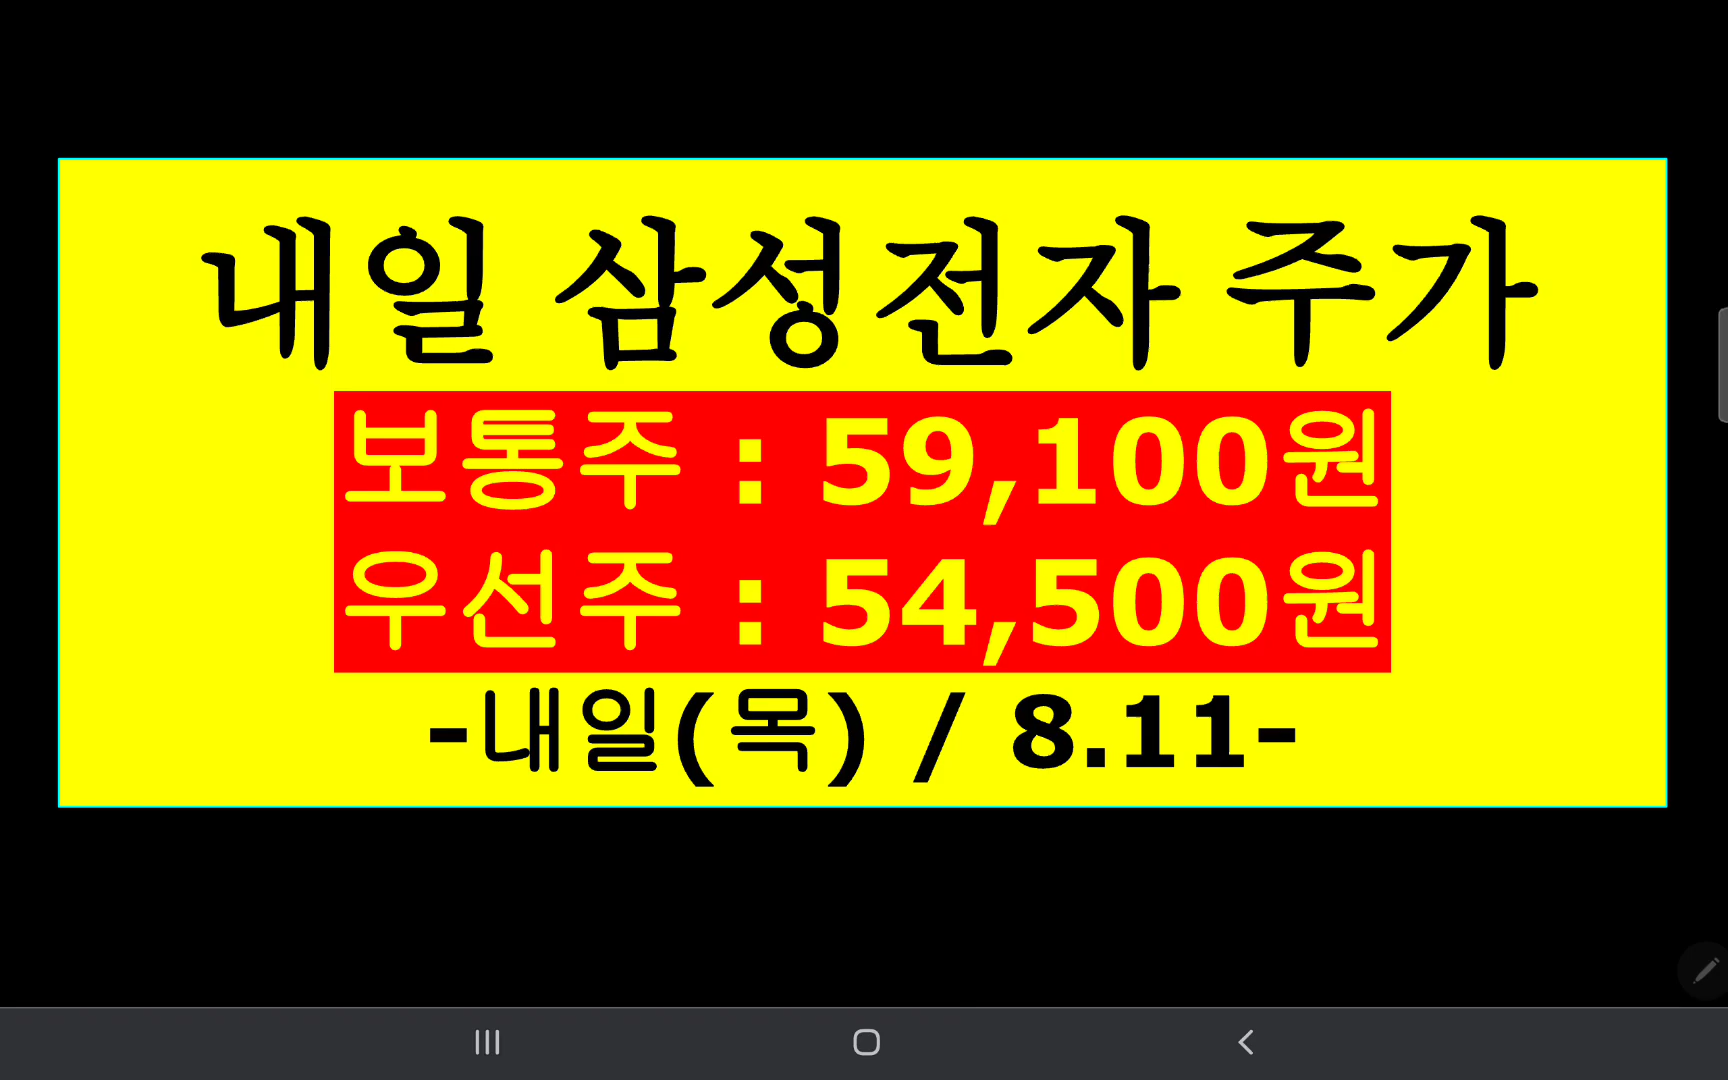 내일 삼성전자 주가
보통주 : 59,100원
우선주 : 54,500원
-내일(목) / 8.11-